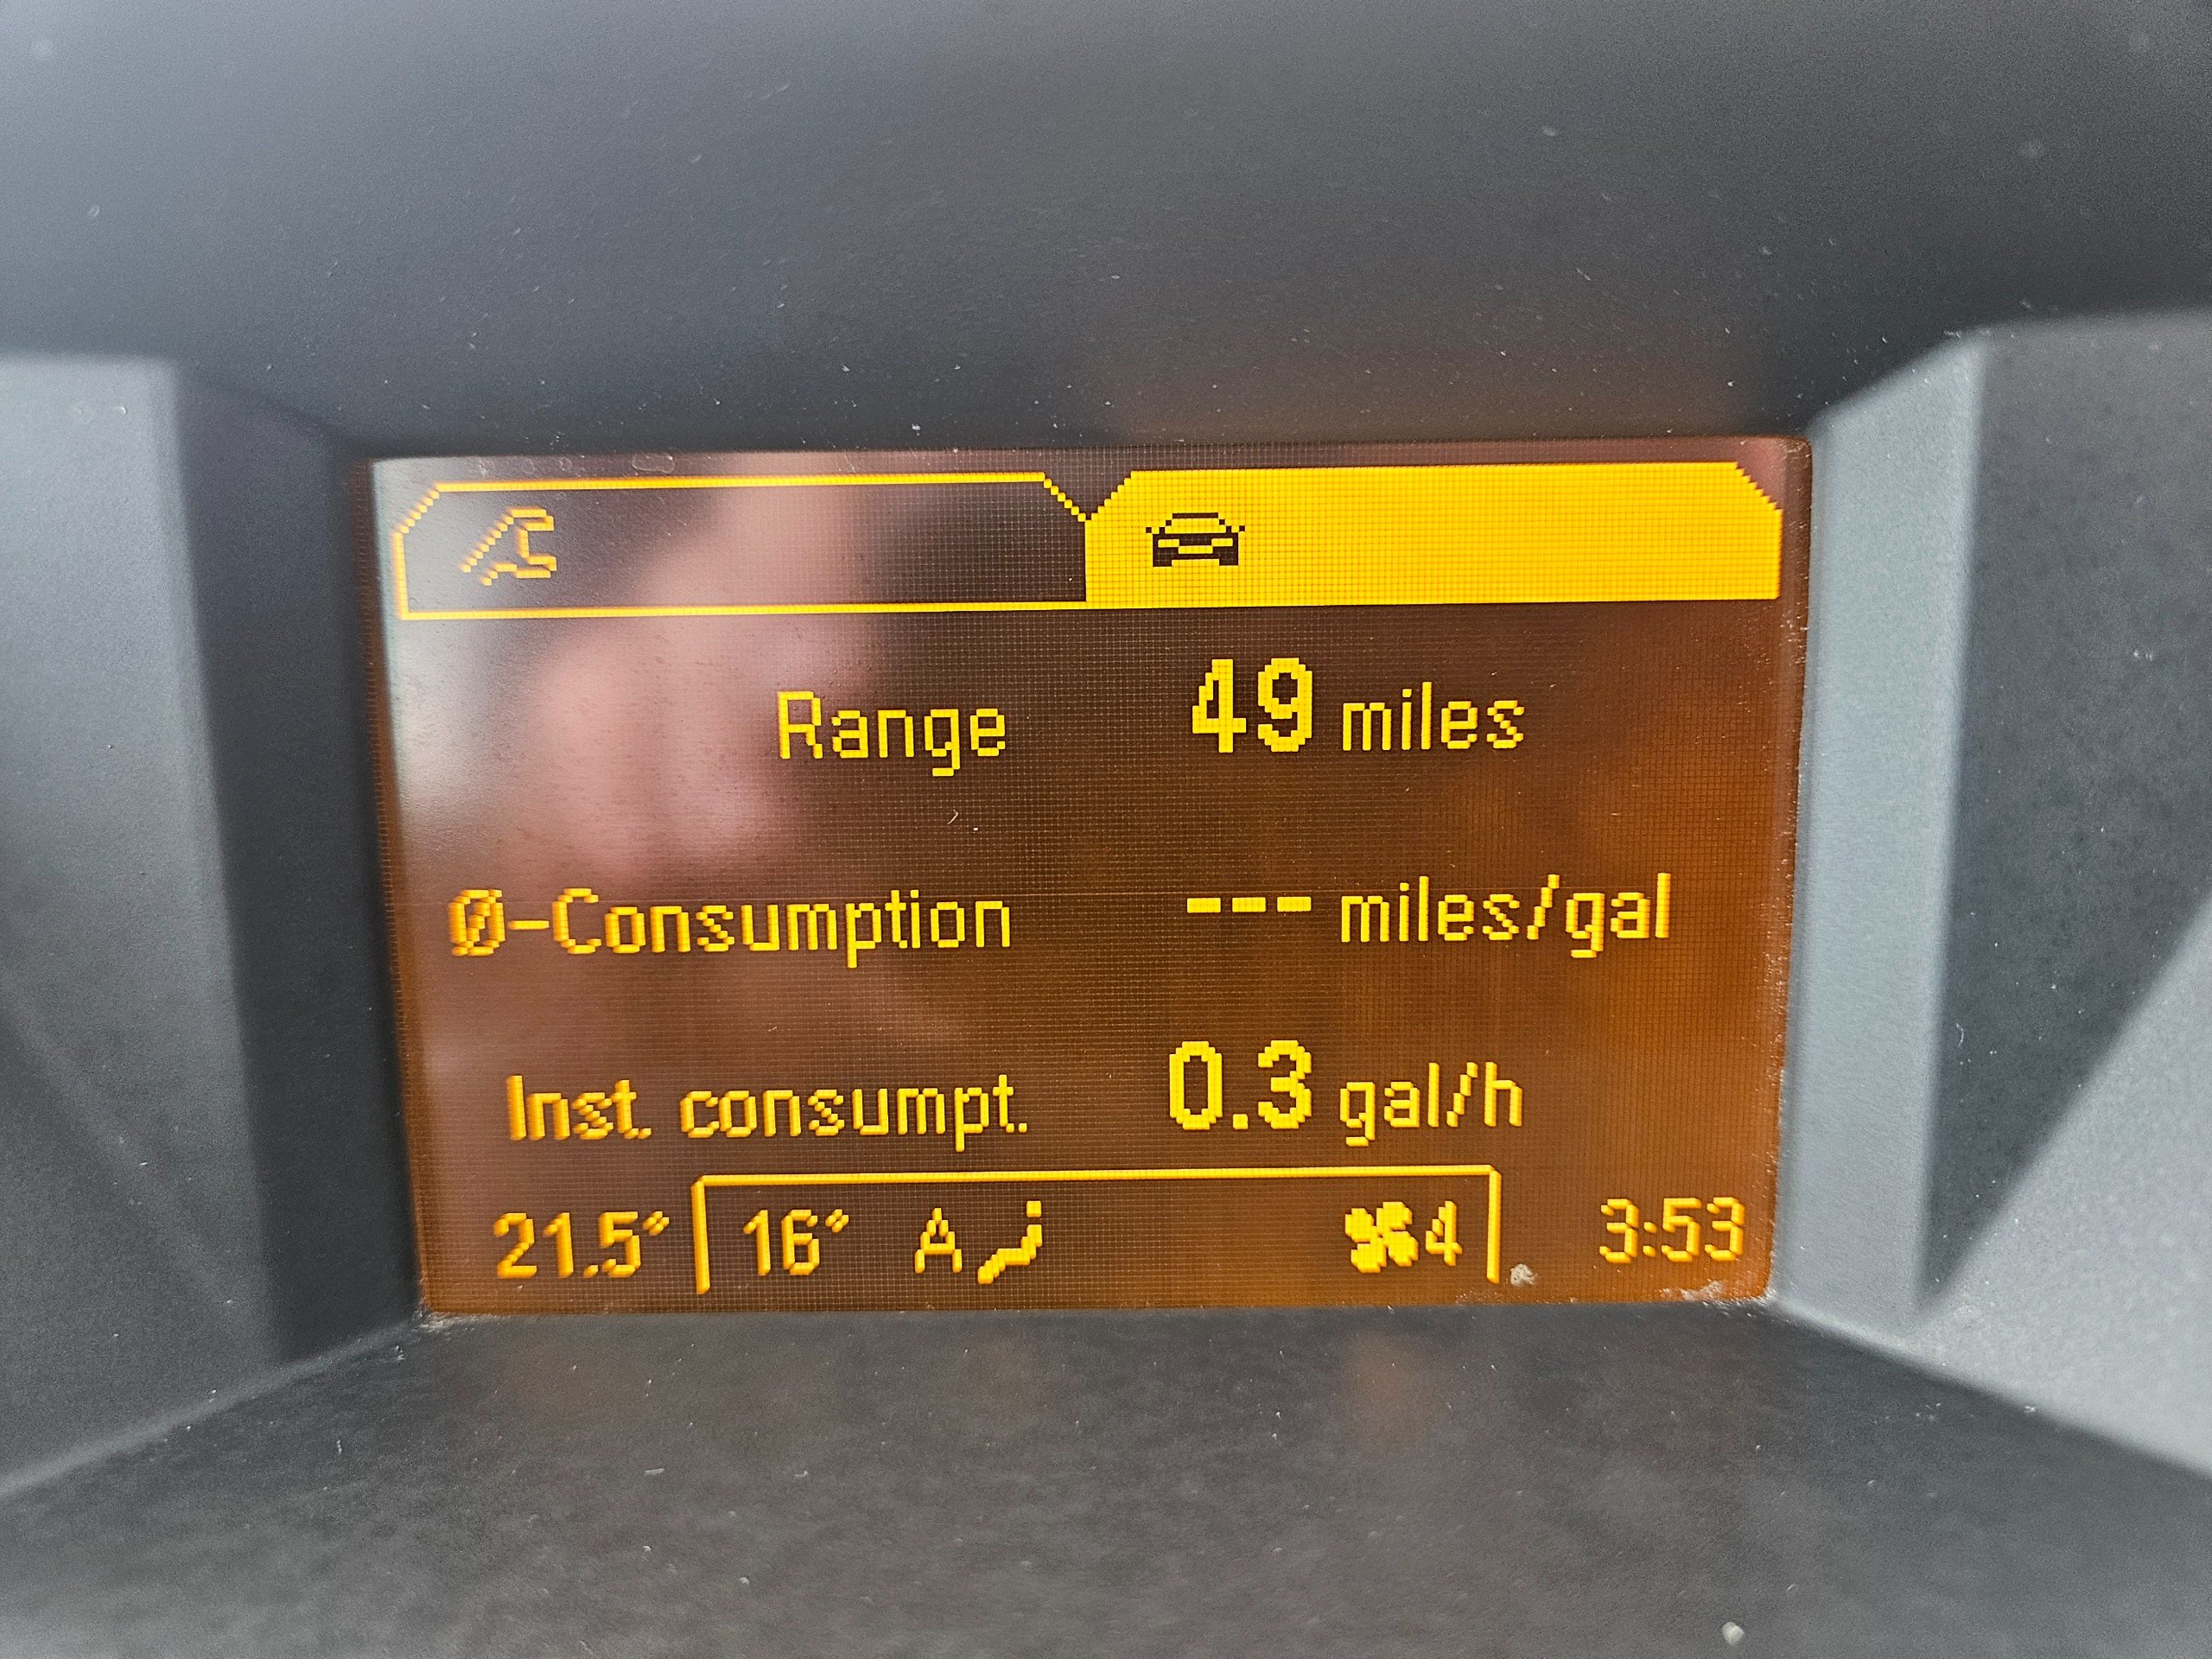 Range 49 miles
Ø-Consumption --- miles/gal
Inst. consumpt. 0.3 gal/h
21.5° 16° A 4 3:53